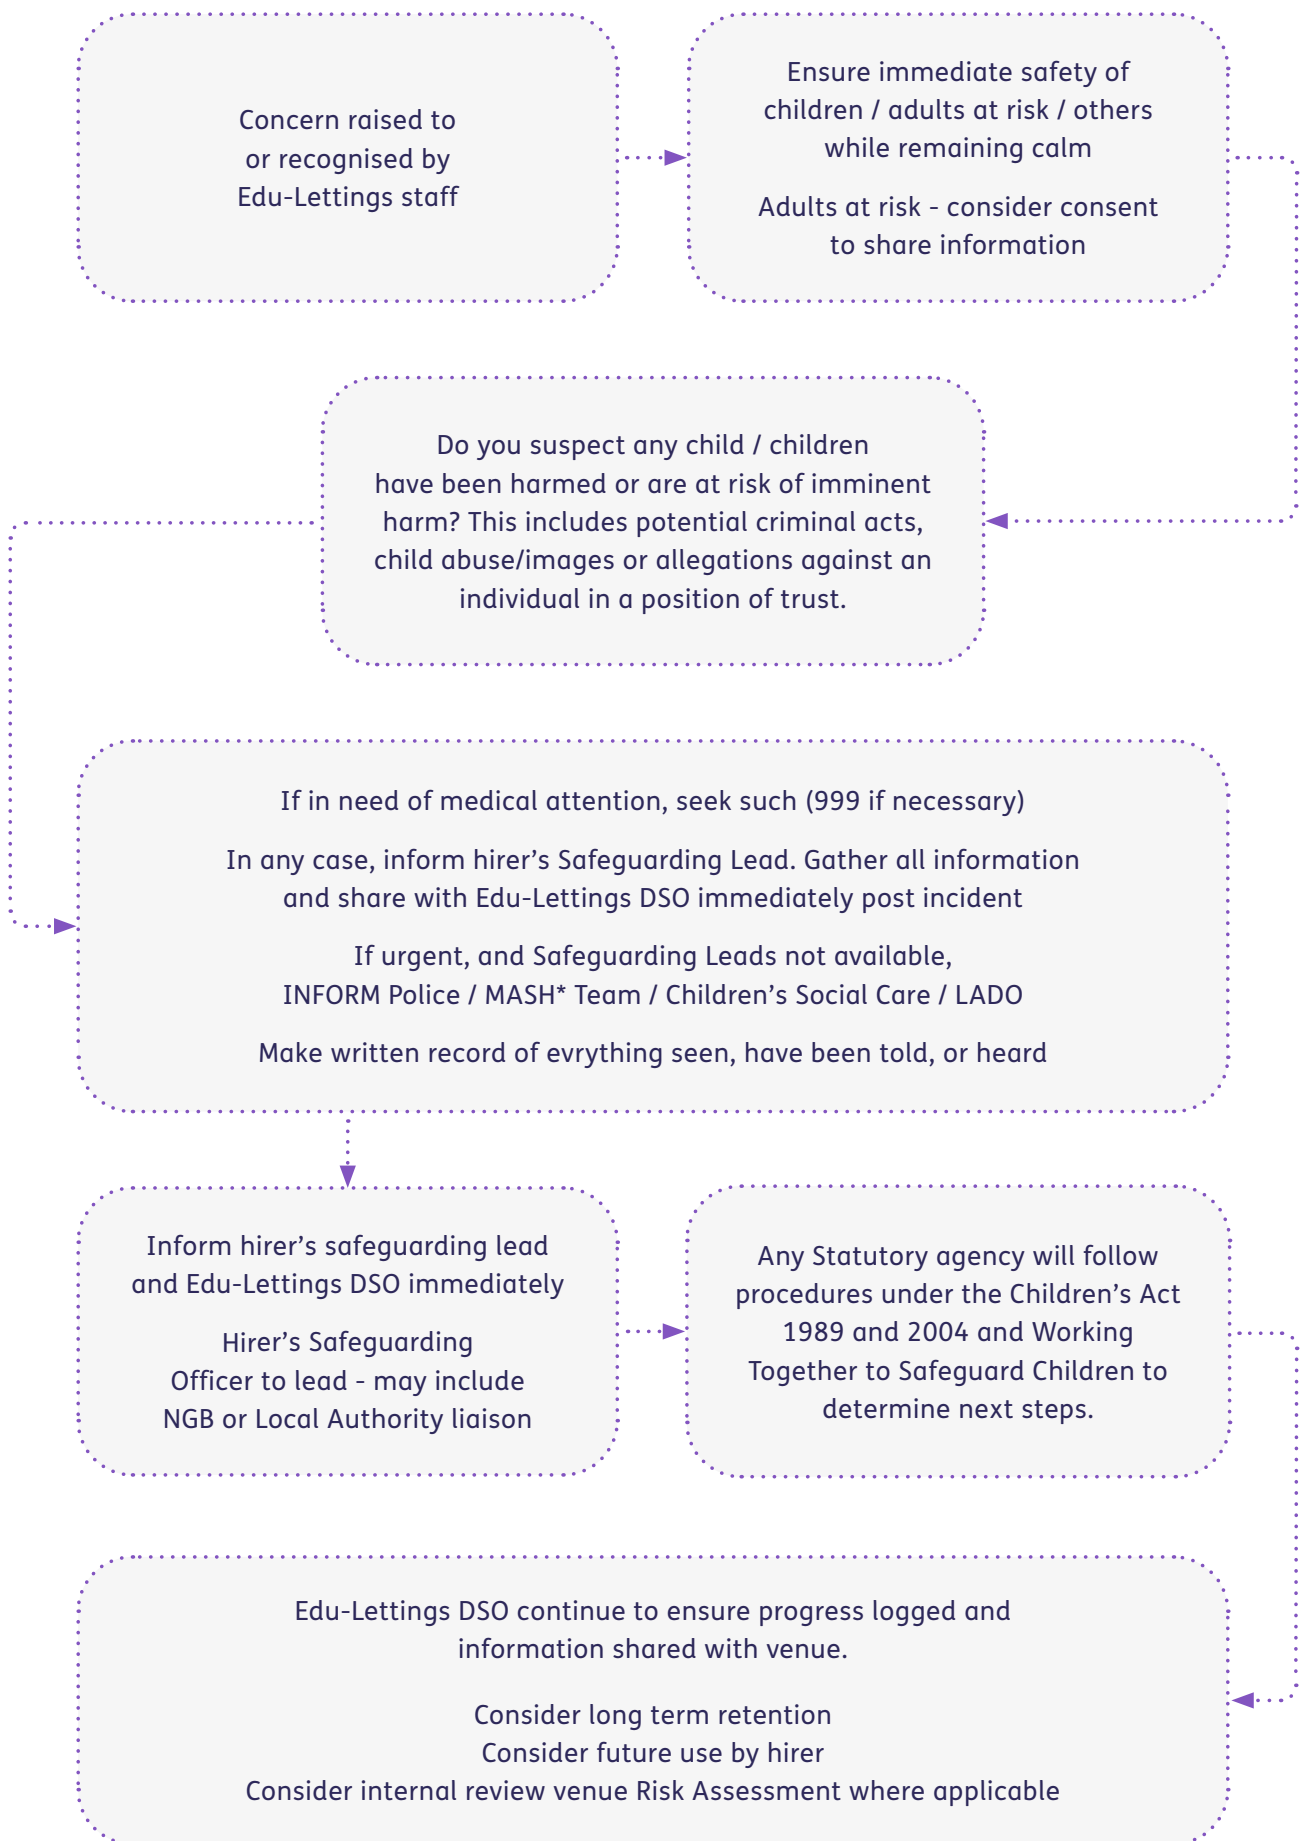 Concern raised to
or recognised by
Edu-Lettings staff
Ensure immediate safety of
children / adults at risk / others
while remaining calm
Adults at risk - consider consent
to share information
Do you suspect any child / children
have been harmed or are at risk of imminent
harm? This includes potential criminal acts,
child abuse/images or allegations against an
individual in a position of trust.
If in need of medical attention, seek such (999 if necessary)
In any case, inform hirer's Safeguarding Lead. Gather all information
and share with Edu-Lettings DSO immediately post incident
If urgent, and Safeguarding Leads not available,
INFORM Police / MASH* Team / Children's Social Care / LADO
Make written record of evrything seen, have been told, or heard
Inform hirer's safeguarding lead
and Edu-Lettings DSO immediately
Hirer's Safeguarding
Officer to lead - may include
NGB or Local Authority liaison
Any Statutory agency will follow
procedures under the Children's Act
1989 and 2004 and Working
Together to Safeguard Children to
determine next steps.
Edu-Lettings DSO continue to ensure progress logged and
information shared with venue.
Consider long term retention
Consider future use by hirer
Consider internal review venue Risk Assessment where applicable